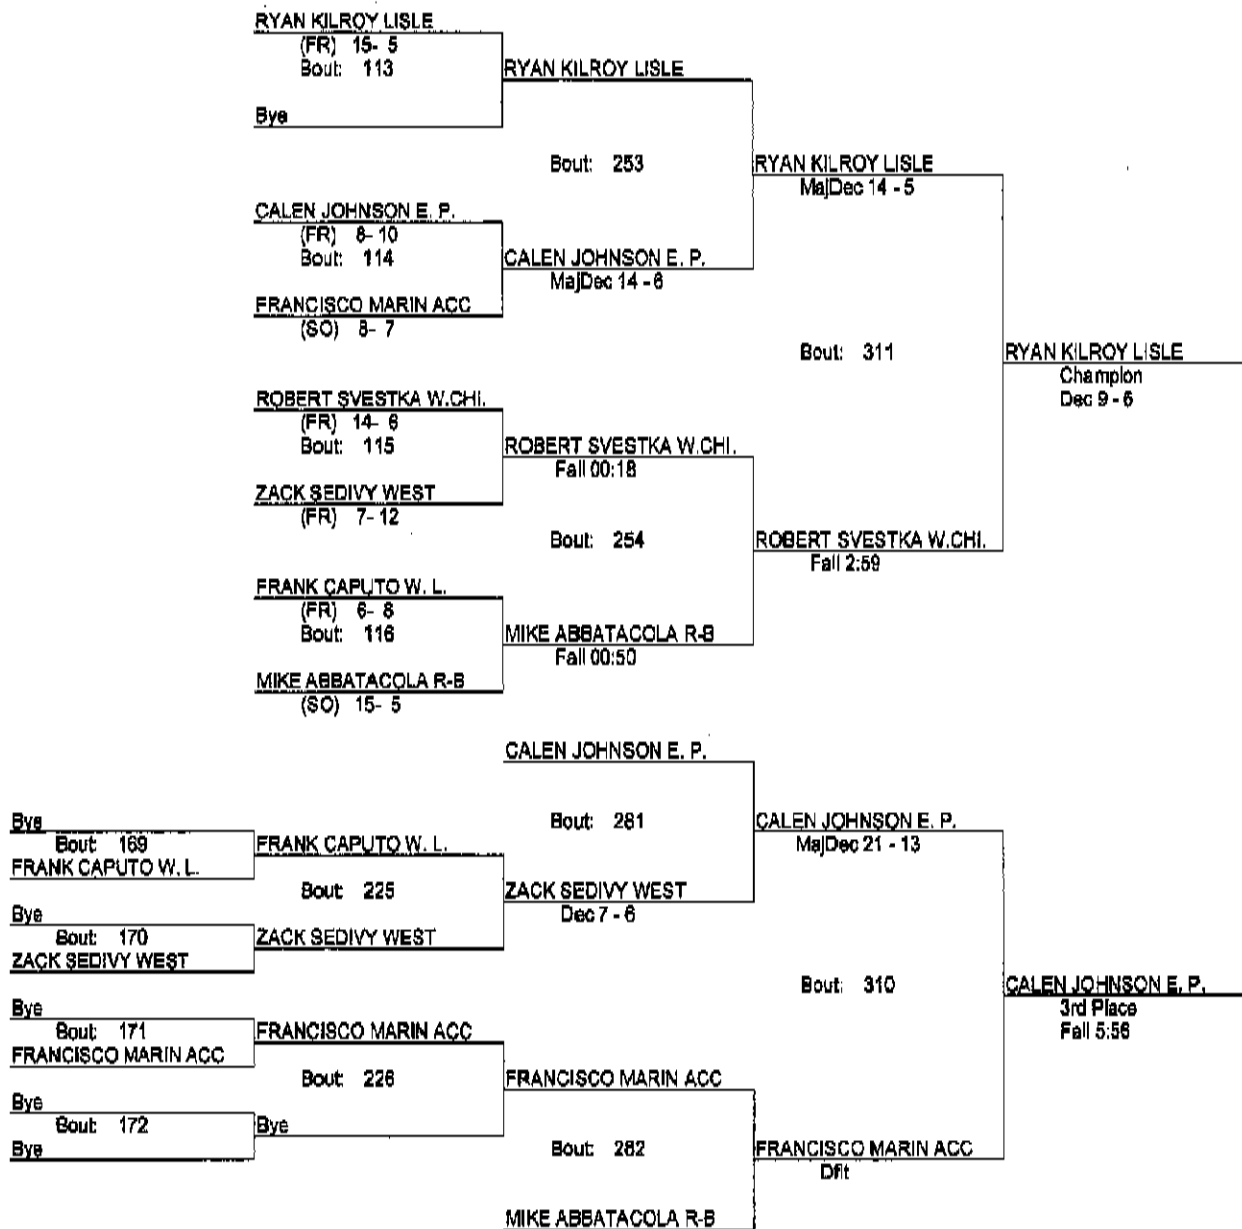 RYAN KILROY LISLE
(FR) 15- 5
Bout: 113
RYAN KILROY LISLE
Bye
Bout: 253
RYAN KILROY LISLE
MajDec 14 - 5
CALEN JOHNSON E. P.
(FR) 8- 10
Bout: 114
CALEN JOHNSON E. P.
MajDec 14 - 6
FRANCISCO MARIN ACC
(SO) 8- 7
Bout: 311
RYAN KILROY LISLE
Champion
Dec 9 - 6
ROBERT SVESTKA W.CHI.
(FR) 14- 6
Bout: 115
ROBERT SVESTKA W.CHI.
Fall 00:18
ZACK SEDIVY WEST
(FR) 7- 12
Bout: 254
ROBERT SVESTKA W.CHI.
Fall 2:59
FRANK CAPUTO W. L.
(FR) 6- 8
Bout: 116
MIKE ABBATACOLA R-B
Fall 00:50
MIKE ABBATACOLA R-B
(SO) 15- 5
CALEN JOHNSON E. P.
Bout: 281
CALEN JOHNSON E. P.
MajDec 21 - 13
Bye
Bout: 169
FRANK CAPUTO W. L.
FRANK CAPUTO W. L.
Bout: 225
ZACK SEDIVY WEST
Dec 7 - 6
Bye
Bout: 170
ZACK SEDIVY WEST
ZACK SEDIVY WEST
Bout: 310
CALEN JOHNSON E. P.
3rd Place
Fall 5:56
Bye
Bout: 171
FRANCISCO MARIN ACC
FRANCISCO MARIN ACC
Bout: 226
FRANCISCO MARIN ACC
Bye
Bout: 172
Bye
Bye
Bout: 282
FRANCISCO MARIN ACC
Dflt
MIKE ABBATACOLA R-B